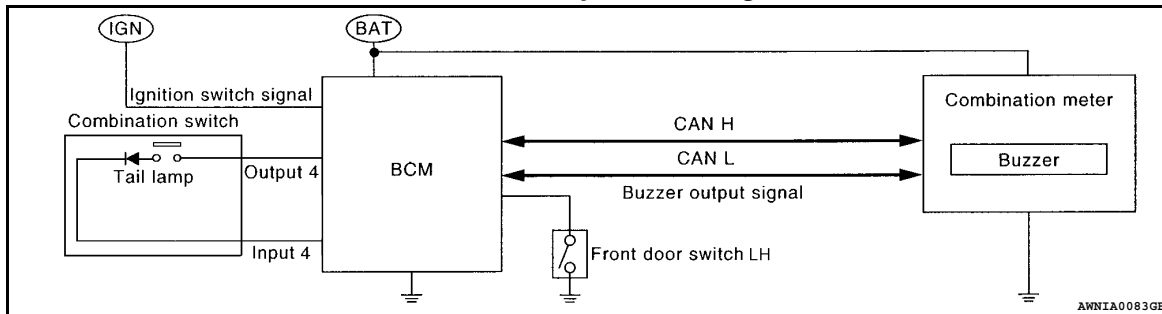 IGN
BAT
Ignition switch signal
Combination switch
Tail lamp
Output 4
Input 4
BCM
CAN H
CAN L
Buzzer output signal
Front door switch LH
Combination meter
Buzzer
AWNIA0083GB